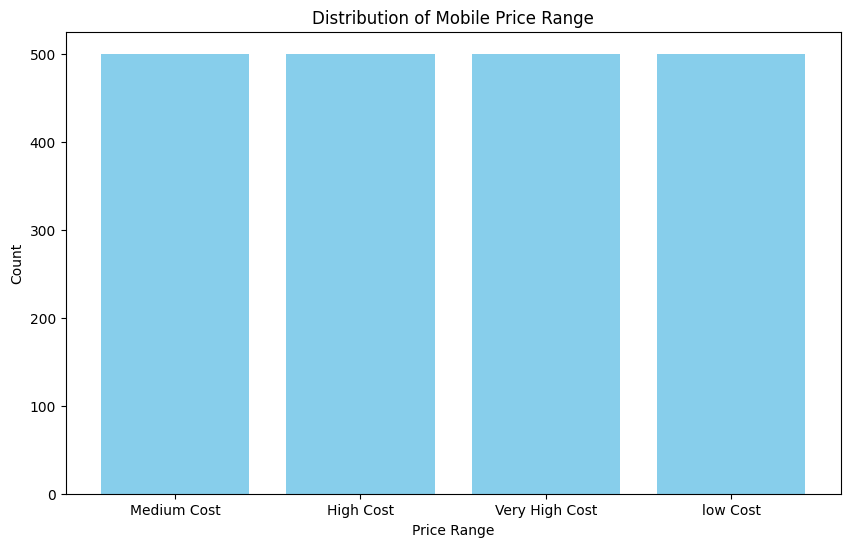 Distribution of Mobile Price Range
500
400
300
200
100
0
Count
Medium Cost
High Cost
Very High Cost
low Cost
Price Range